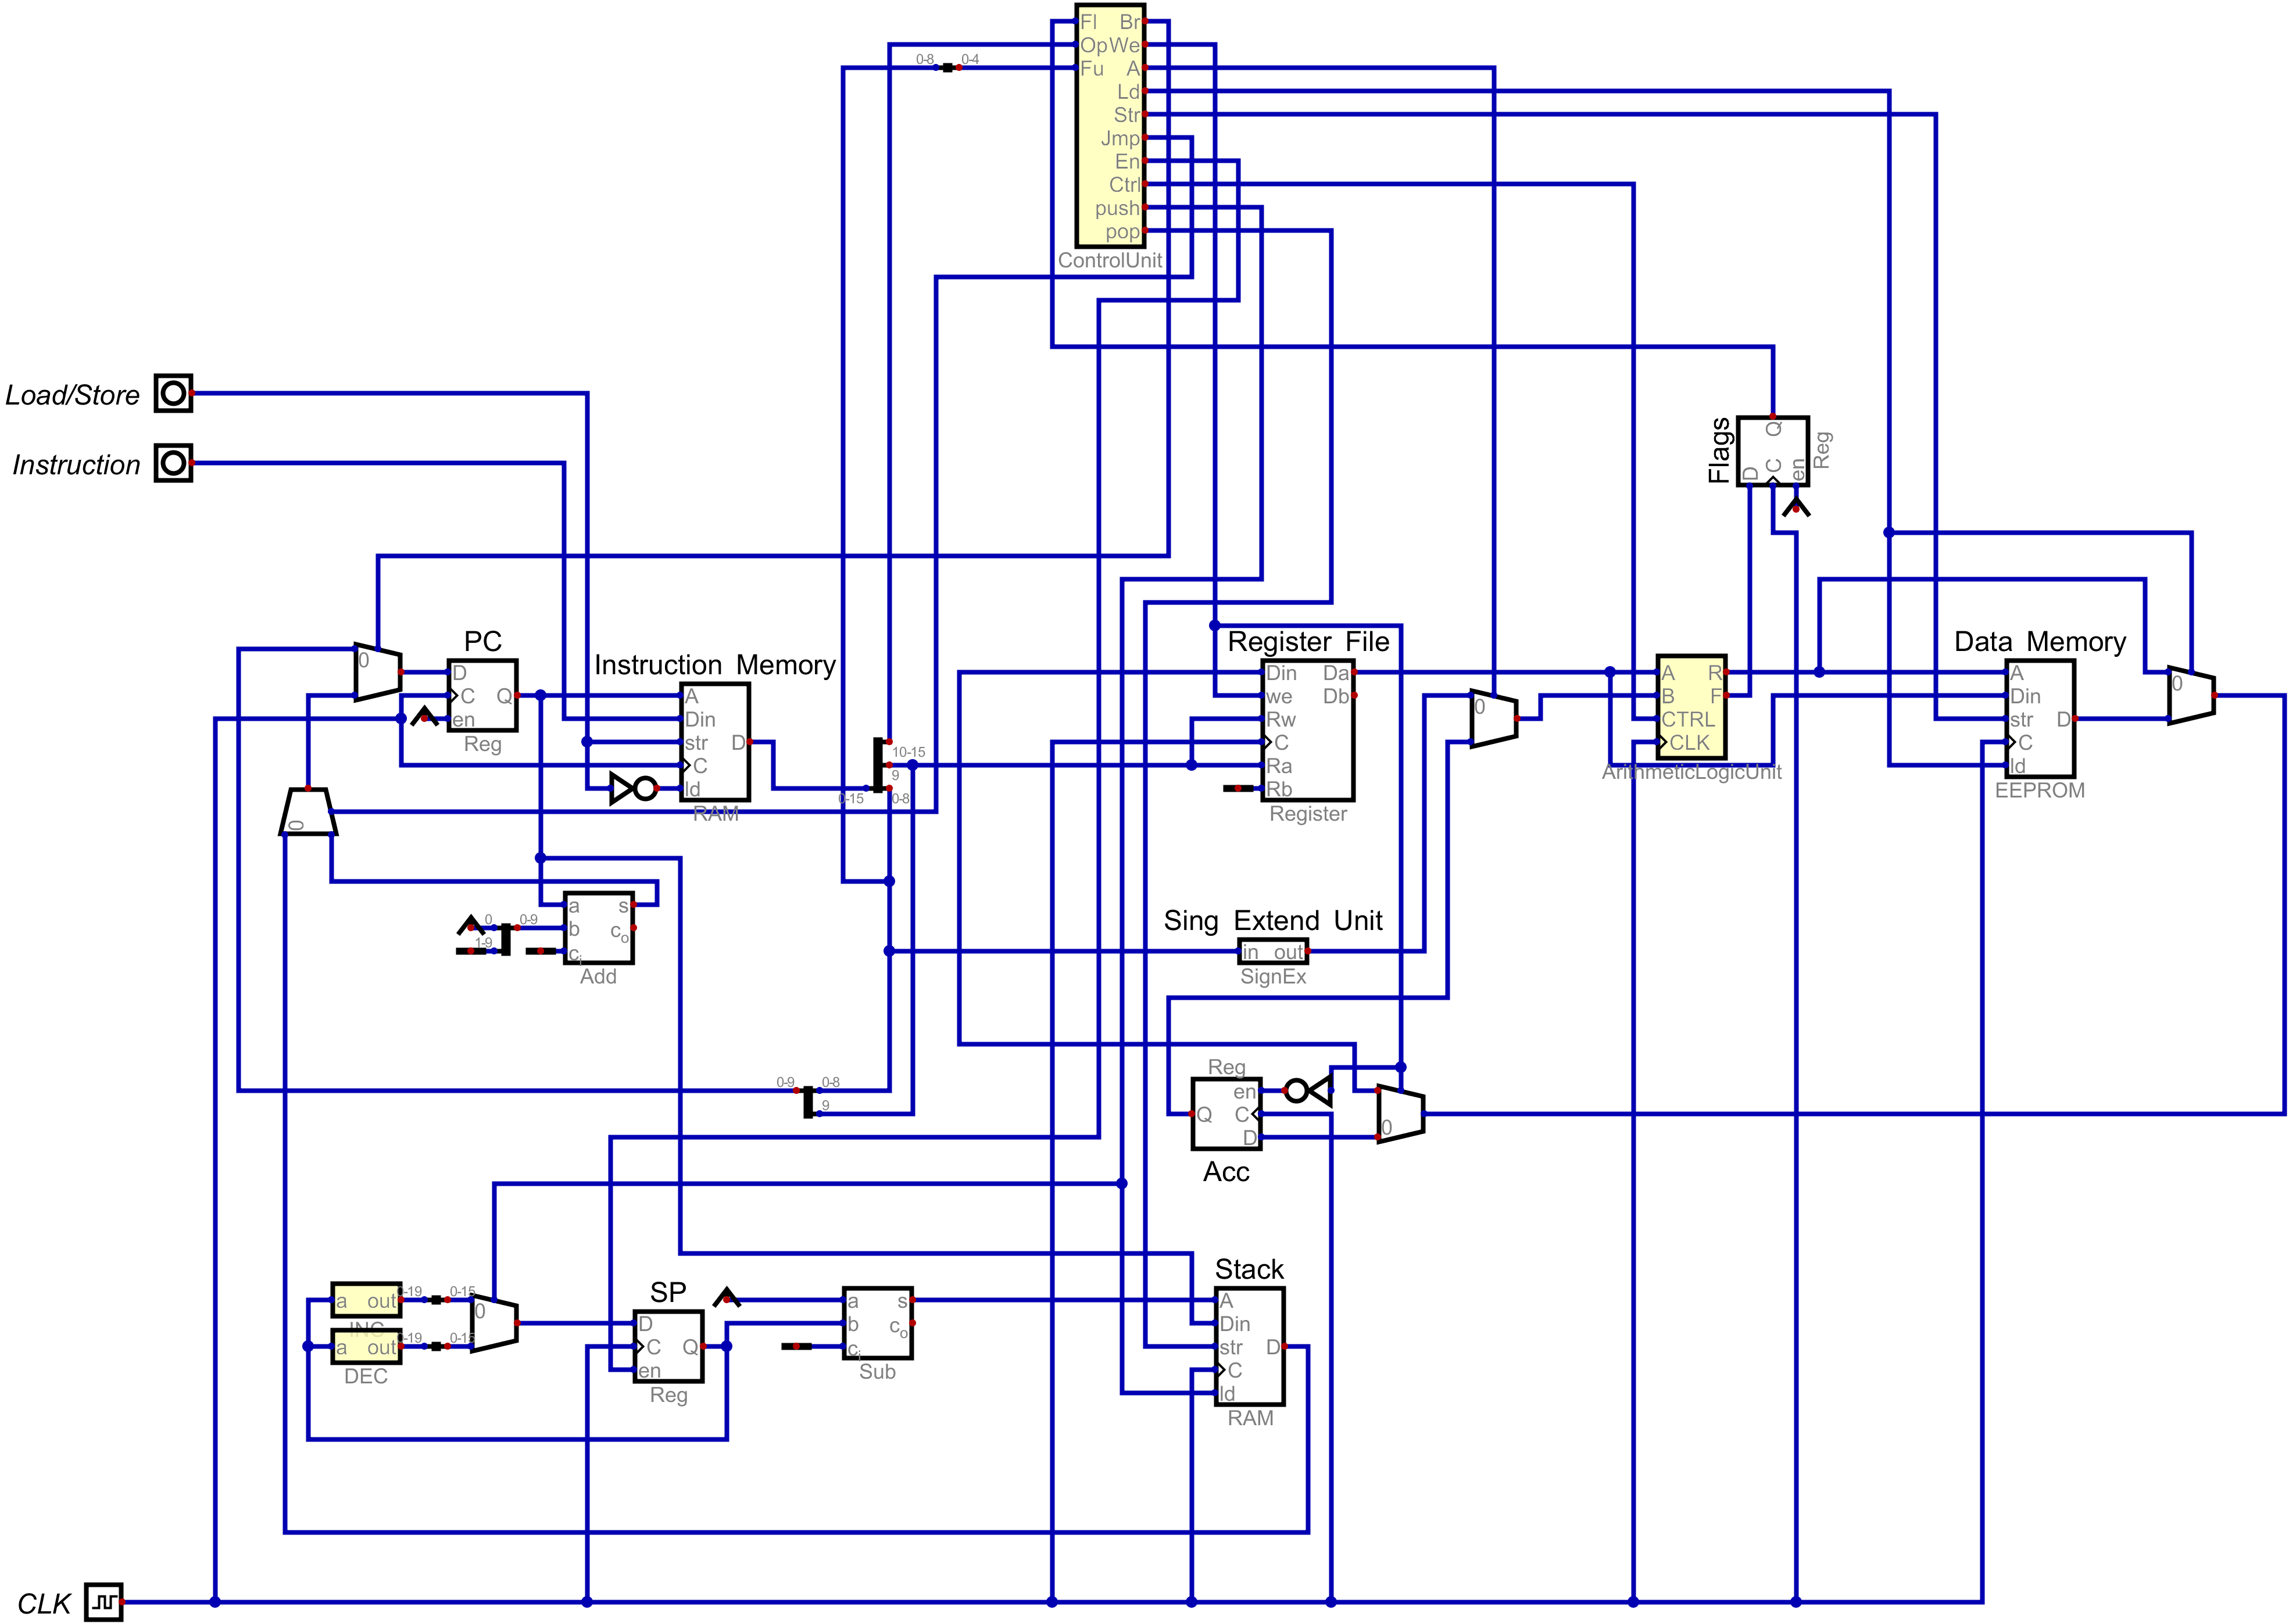 Fl Br
Op We
Fu A
Ld
Str
Jmp
En
Ctrl
push
pop
ControlUnit
0-8 0-4
Load/Store
Instruction
Flags
Q
D C en
Reg
PC
0
D
C Q
en
Reg
Instruction Memory
A
Din
str D
C
ld
RAM
10-15
9
0-15 0-8
Register File
Din Da
we Db
Rw
C
Ra
Rb
Register
0
A R
B F
CTRL
CLK
ArithmeticLogicUnit
Data Memory
A
Din
str D
C
ld
EEPROM
0
0
a s
b co
ci
Add
0 0-9
1-9
Sing Extend Unit
in out
SignEx
0-9 0-8
9
Reg
en
Q C
D
Acc
0
a out
0-19 0-15
INC
a out
0-19 0-15
DEC
0
SP
D
C Q
en
Reg
a s
b co
ci
Sub
Stack
A
Din
str D
C
ld
RAM
CLK